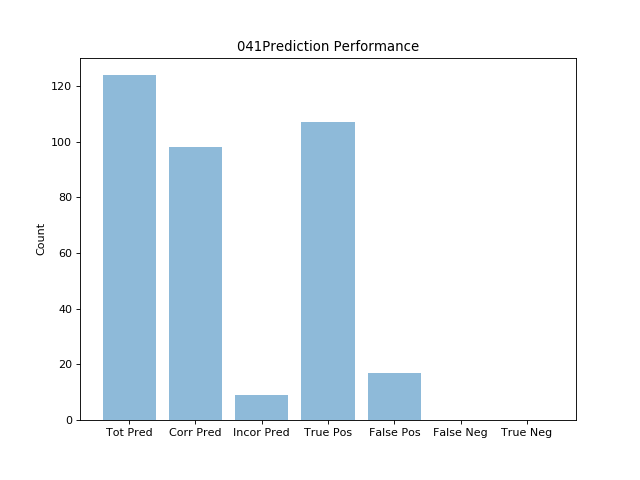 041Prediction Performance
Count
120
100
80
60
40
20
0
Tot Pred Corr Pred Incor Pred True Pos False Pos False Neg True Neg